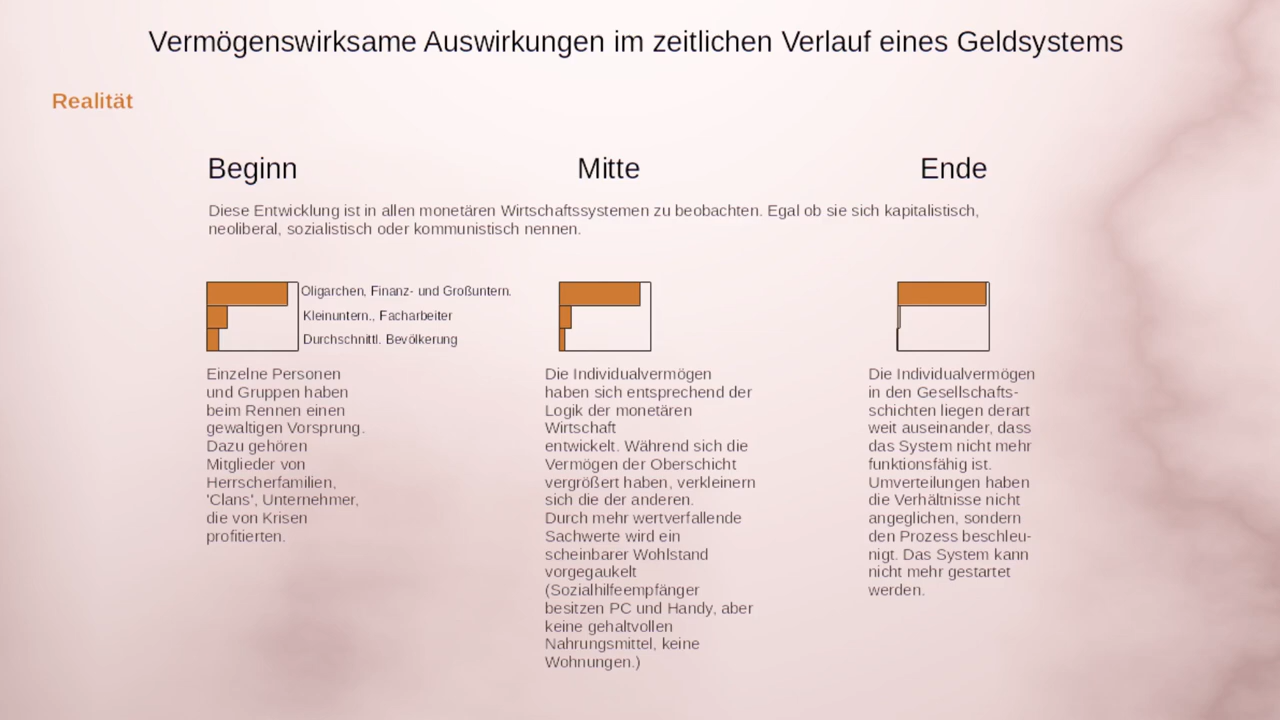 Vermögenswirksame Auswirkungen im zeitlichen Verlauf eines Geldsystems
Realität
Beginn
Mitte
Ende
Diese Entwicklung ist in allen monetären Wirtschaftssystemen zu beobachten. Egal ob sie sich kapitalistisch,
neoliberal, sozialistisch oder kommunistisch nennen.
Oligarchen, Finanz- und Großuntern.
Kleinuntern., Facharbeiter
Durchschnittl. Bevölkerung
Einzelne Personen
und Gruppen haben
beim Rennen einen
gewaltigen Vorsprung.
Dazu gehören
Mitglieder von
Herrscherfamilien,
'Clans', Unternehmer,
die von Krisen
profitierten.
Die Individualvermögen
haben sich entsprechend der
Logik der monetären
Wirtschaft
entwickelt. Während sich die
Vermögen der Oberschicht
vergrößert haben, verkleinern
sich die der anderen.
Durch mehr wertverfallende
Sachwerte wird ein
scheinbarer Wohlstand
vorgegaukelt
(Sozialhilfeempfänger
besitzen PC und Handy, aber
keine gehaltvollen
Nahrungsmittel, keine
Wohnungen.)
Die Individualvermögen
in den Gesellschafts-
schichten liegen derart
weit auseinander, dass
das System nicht mehr
funktionsfähig ist.
Umverteilungen haben
die Verhältnisse nicht
angeglichen, sondern
den Prozess beschleu-
nigt. Das System kann
nicht mehr gestartet
werden.